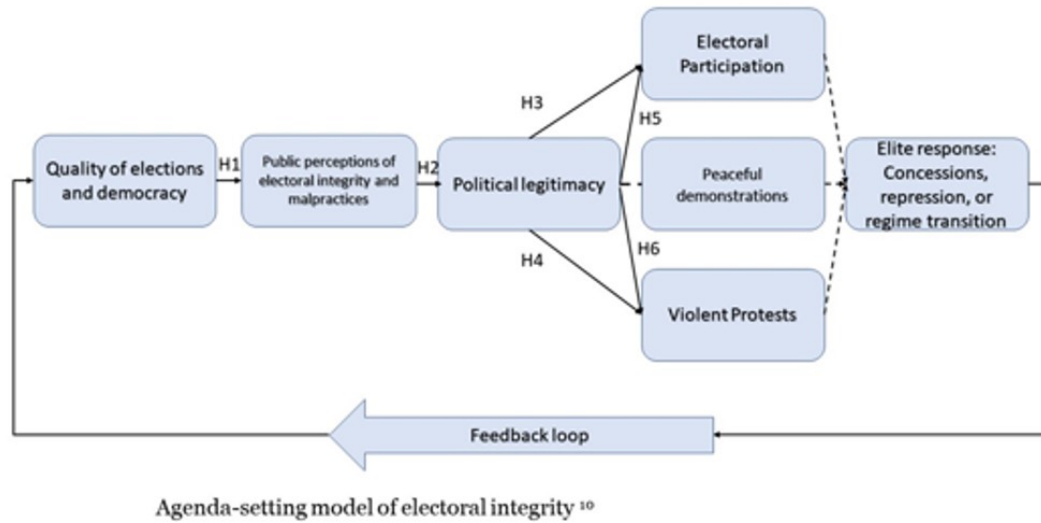 Electoral
Participation
H3
H5
Quality of elections
and democracy
H1
Public perceptions of
electoral integrity and
malpractices
H2
Political legitimacy
Peaceful
demonstrations
Elite response:
Concessions,
repression, or
regime transition
H4
H6
Violent Protests
Feedback loop
Agenda-setting model of electoral integrity ¹⁰